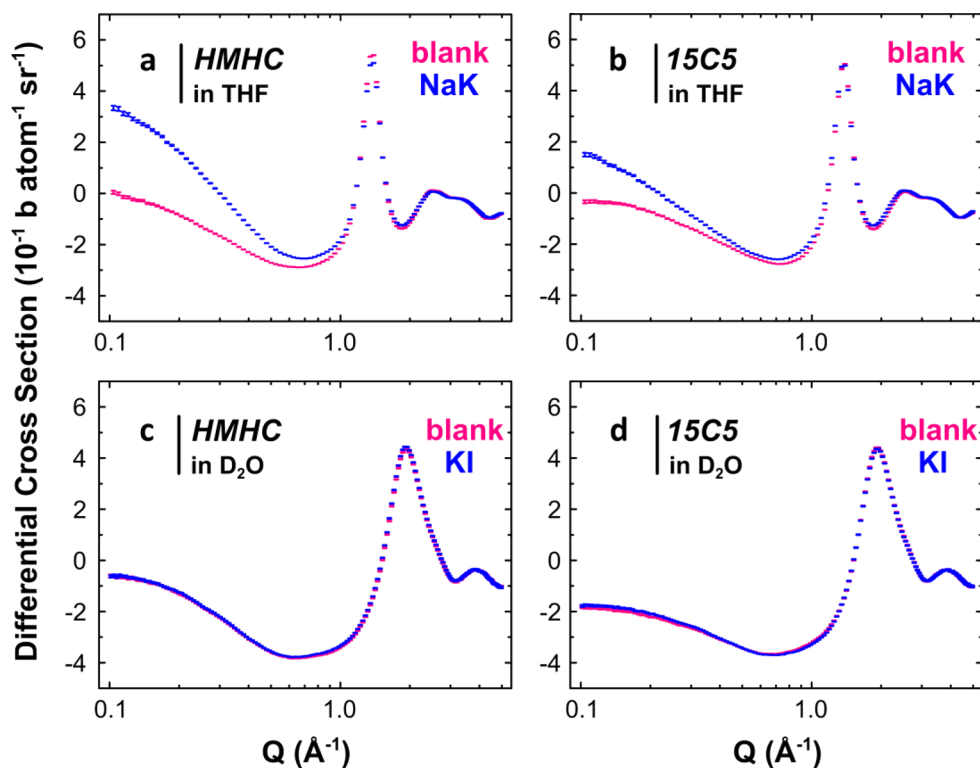 Differential Cross Section (10⁻¹ b atom⁻¹ sr⁻¹)
a HMHC
in THF
blank
NaK
6
4
2
0
-2
-4
0.1 1.0
b 15C5
in THF
blank
NaK
6
4
2
0
-2
-4
0.1 1.0
c HMHC
in D₂O
blank
KI
6
4
2
0
-2
-4
0.1 1.0
Q (Å⁻¹)
d 15C5
in D₂O
blank
KI
6
4
2
0
-2
-4
0.1 1.0
Q (Å⁻¹)